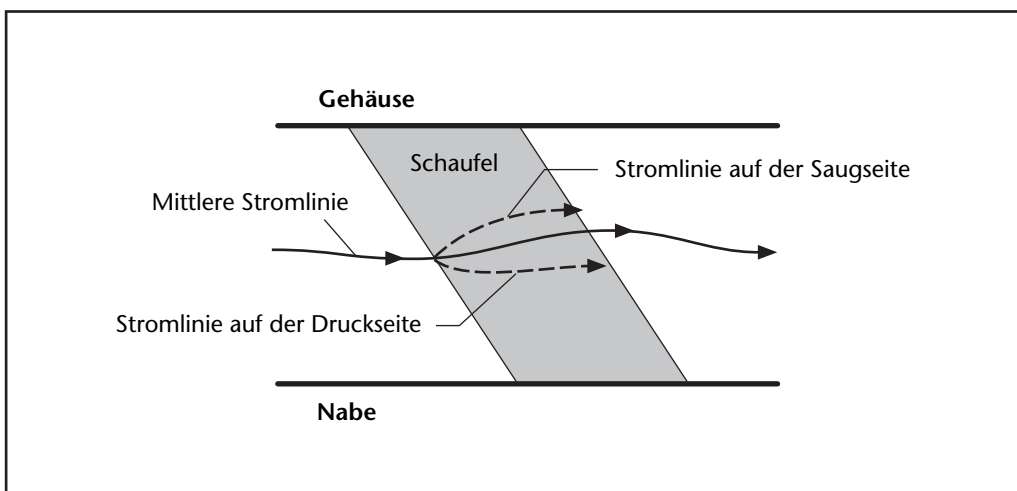 Gehäuse
Schaufel
Stromlinie auf der Saugseite
Mittlere Stromlinie
Stromlinie auf der Druckseite
Nabe